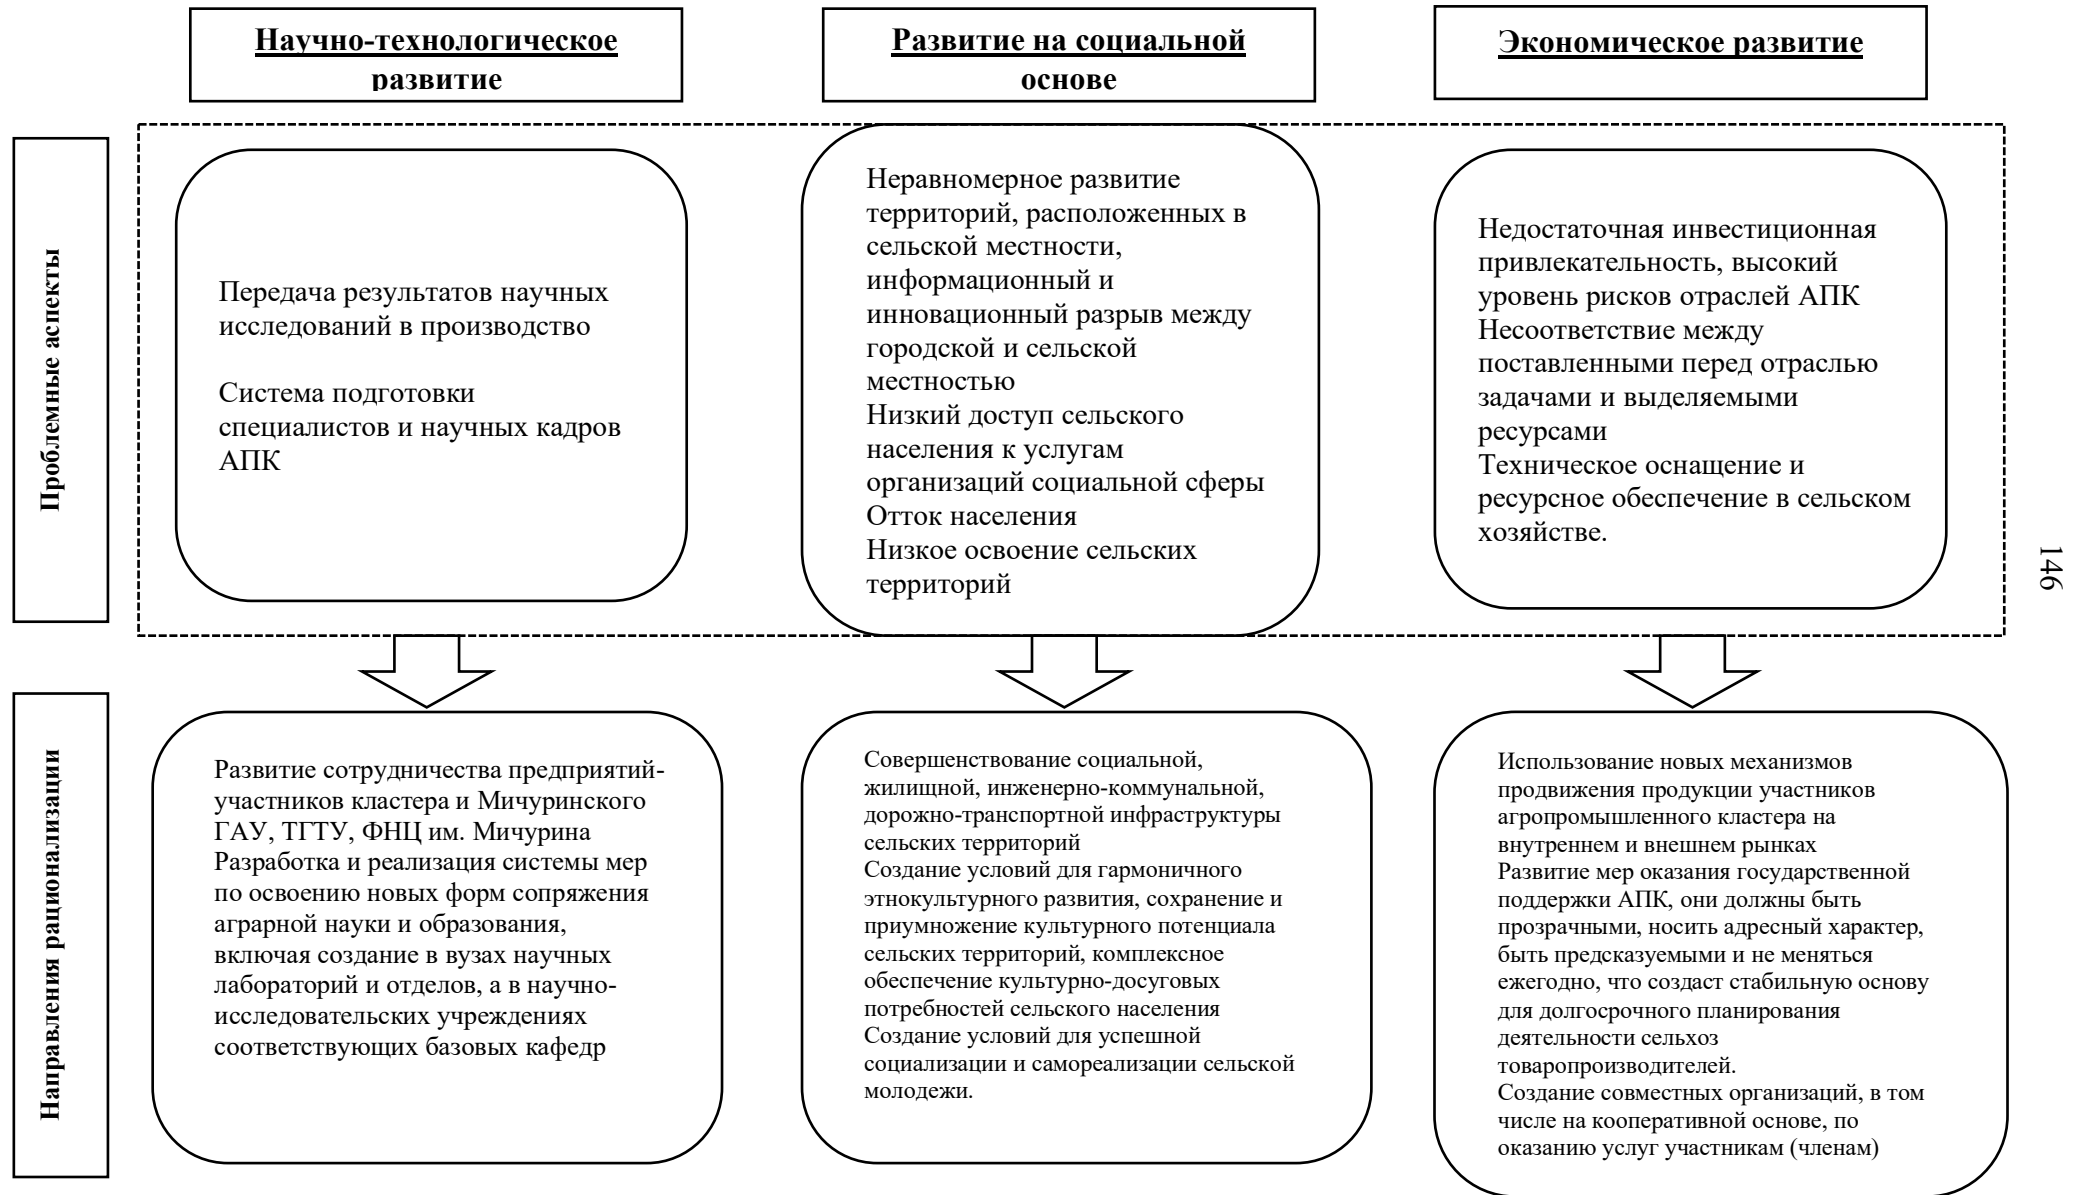 Научно-технологическое
развитие
Развитие на социальной
основе
Экономическое развитие
Проблемные аспекты
Передача результатов научных
исследований в производство
Система подготовки
специалистов и научных кадров
АПК
Неравномерное развитие
территорий, расположенных в
сельской местности,
информационный и
инновационный разрыв между
городской и сельской
местностью
Низкий доступ сельского
населения к услугам
организаций социальной сферы
Отток населения
Низкое освоение сельских
территорий
Недостаточная инвестиционная
привлекательность, высокий
уровень рисков отраслей АПК
Несоответствие между
поставленными перед отраслью
задачами и выделяемыми
ресурсами
Техническое оснащение и
ресурсное обеспечение в сельском
хозяйстве.
146
Направления рационализации
Развитие сотрудничества предприятий-
участников кластера и Мичуринского
ГАУ, ТГТУ, ФНЦ им. Мичурина
Разработка и реализация системы мер
по освоению новых форм сопряжения
аграрной науки и образования,
включая создание в вузах научных
лабораторий и отделов, а в научно-
исследовательских учреждениях
соответствующих базовых кафедр
Совершенствование социальной,
жилищной, инженерно-коммунальной,
дорожно-транспортной инфраструктуры
сельских территорий
Создание условий для гармоничного
этнокультурного развития, сохранение и
приумножение культурного потенциала
сельских территорий, комплексное
обеспечение культурно-досуговых
потребностей сельского населения
Создание условий для успешной
социализации и самореализации сельской
молодежи.
Использование новых механизмов
продвижения продукции участников
агропромышленного кластера на
внутреннем и внешнем рынках
Развитие мер оказания государственной
поддержки АПК, они должны быть
прозрачными, носить адресный характер,
быть предсказуемыми и не меняться
ежегодно, что создаст стабильную основу
для долгосрочного планирования
деятельности сельхоз
товаропроизводителей.
Создание совместных организаций, в том
числе на кооперативной основе, по
оказанию услуг участникам (членам)